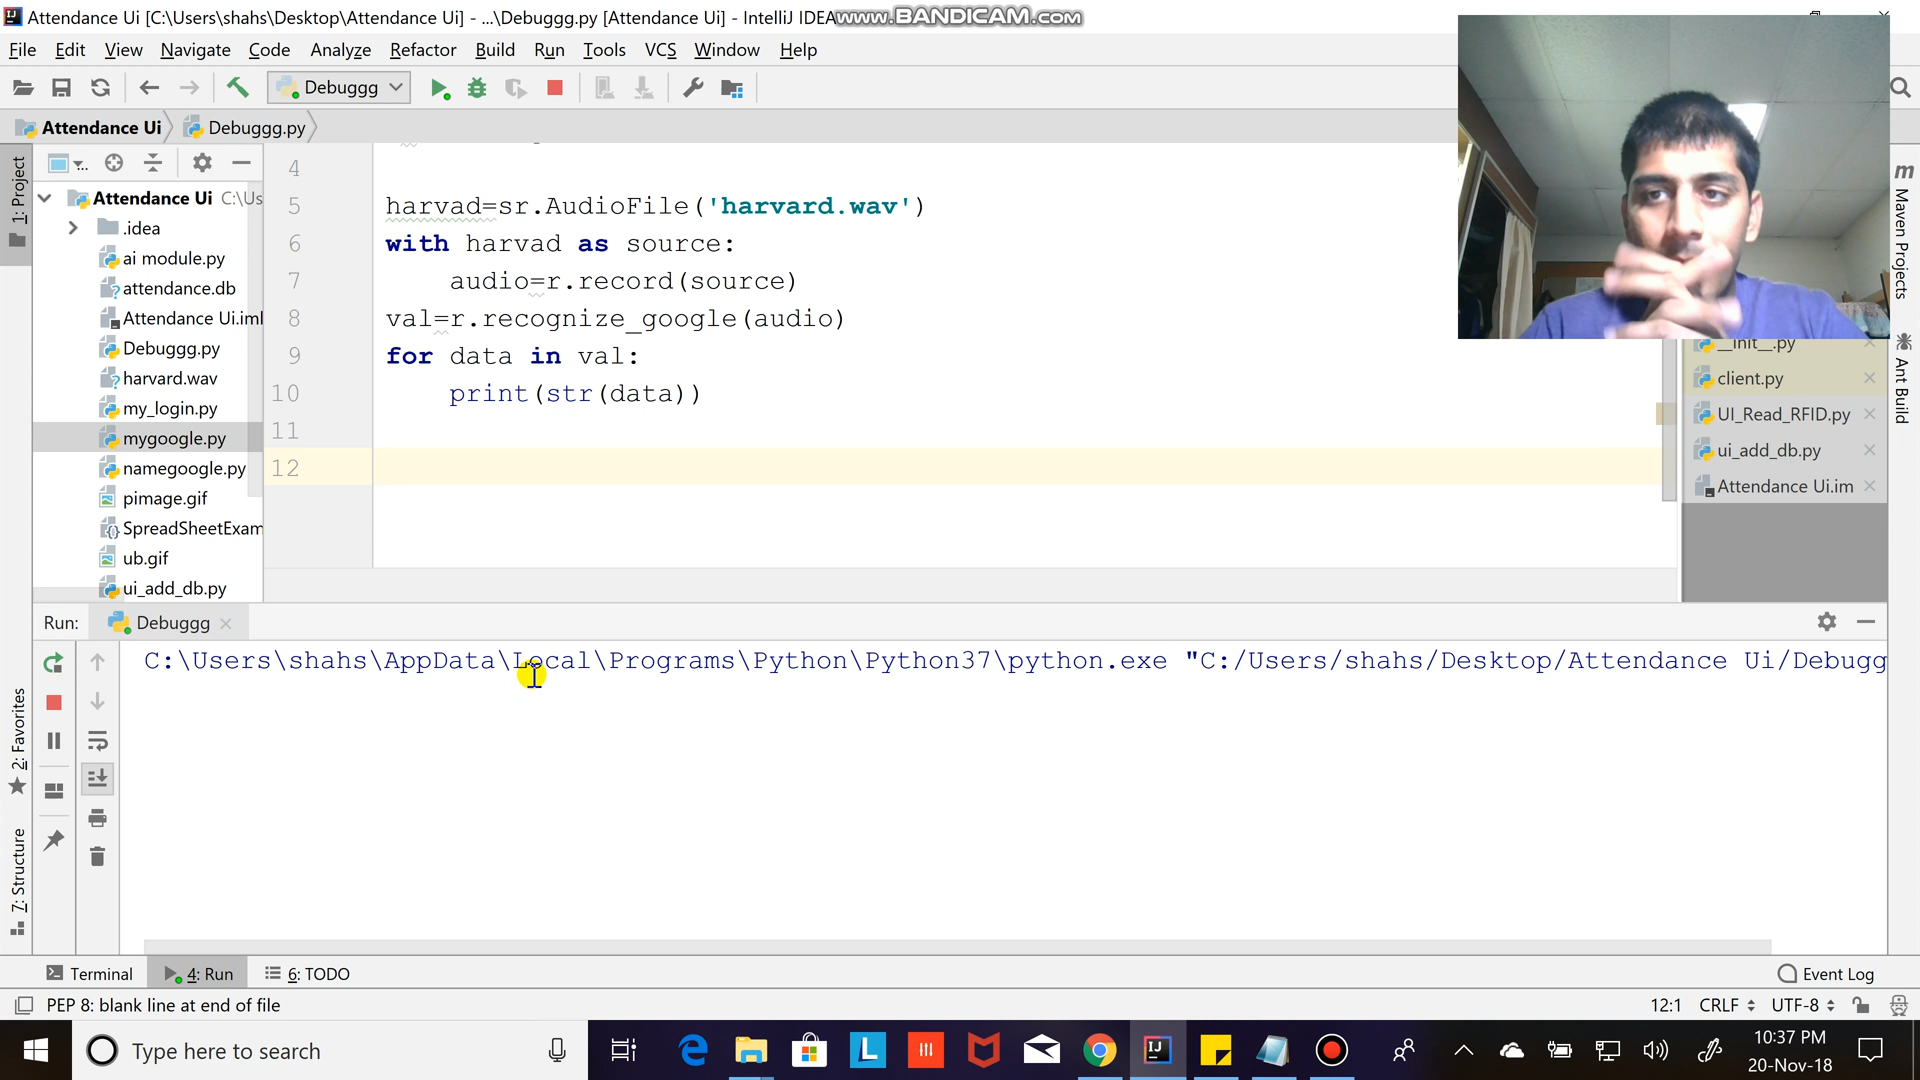 Attendance Ui [C:\Users\shahs\Desktop\Attendance Ui] - ...\Debuggg.py [Attendance Ui] - IntelliJ IDEA
www.BANDICAM.com
File Edit View Navigate Code Analyze Refactor Build Run Tools VCS Window Help
Debuggg
Attendance Ui Debuggg.py
1: Project
Attendance Ui C:\Us
.idea
ai module.py
attendance.db
Attendance Ui.iml
Debuggg.py
harvard.wav
my_login.py
mygoogle.py
namegoogle.py
pimage.gif
SpreadSheetExam
ub.gif
ui_add_db.py
4
5 harvad=sr.AudioFile('harvard.wav')
6 with harvad as source:
7 audio=r.record(source)
8 val=r.recognize_google(audio)
9 for data in val:
10 print(str(data))
11
12
__init__.py
client.py
UI_Read_RFID.py
ui_add_db.py
Attendance Ui.im
m Maven Projects
Ant Build
Run: Debuggg
C:\Users\shahs\AppData\Local\Programs\Python\Python37\python.exe "C:/Users/shahs/Desktop/Attendance Ui/Debugg
2: Favorites
7: Structure
Terminal 4: Run 6: TODO Event Log
PEP 8: blank line at end of file 12:1 CRLF UTF-8
Type here to search
L
IJ
10:37 PM
20-Nov-18